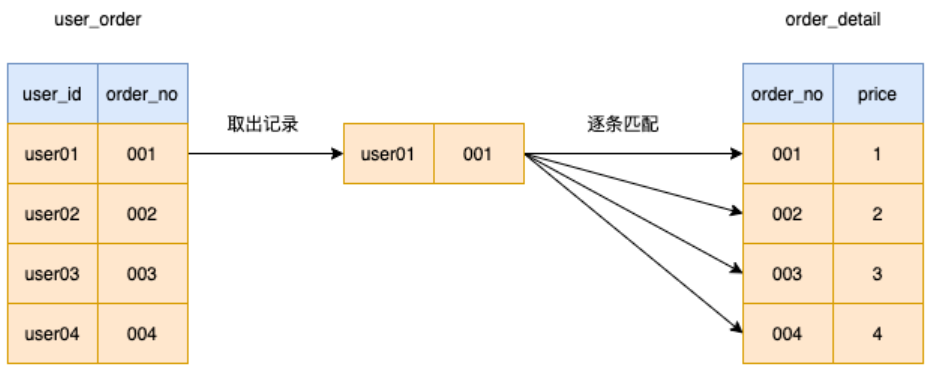 user_order order_detail
user_id order_no order_no price
取出记录 逐条匹配
user01 001 user01 001 001 1
user02 002 002 2
user03 003 003 3
user04 004 004 4